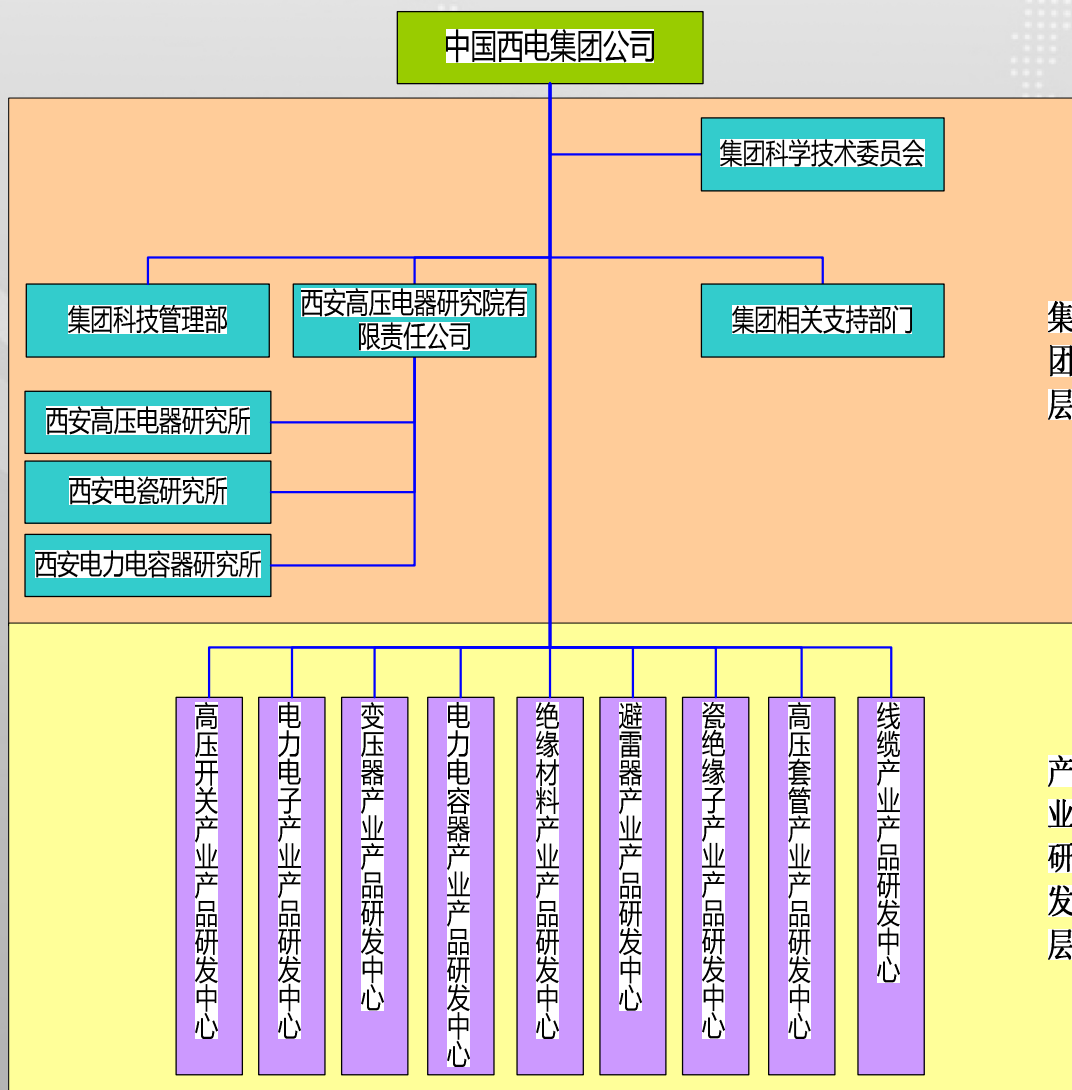 中国西电集团公司
集团科学技术委员会
集团科技管理部
西安高压电器研究院有
限责任公司
集团相关支持部门
集团层
西安高压电器研究所
西安电瓷研究所
西安电力电容器研究所
高压开关产业产品研发中心
电力电子产业产品研发中心
变压器产业产品研发中心
电力电容器产业产品研发中心
绝缘材料产业产品研发中心
避雷器产业产品研发中心
瓷绝缘子产业产品研发中心
高压套管产业产品研发中心
线缆产业产品研发中心
产业研发层